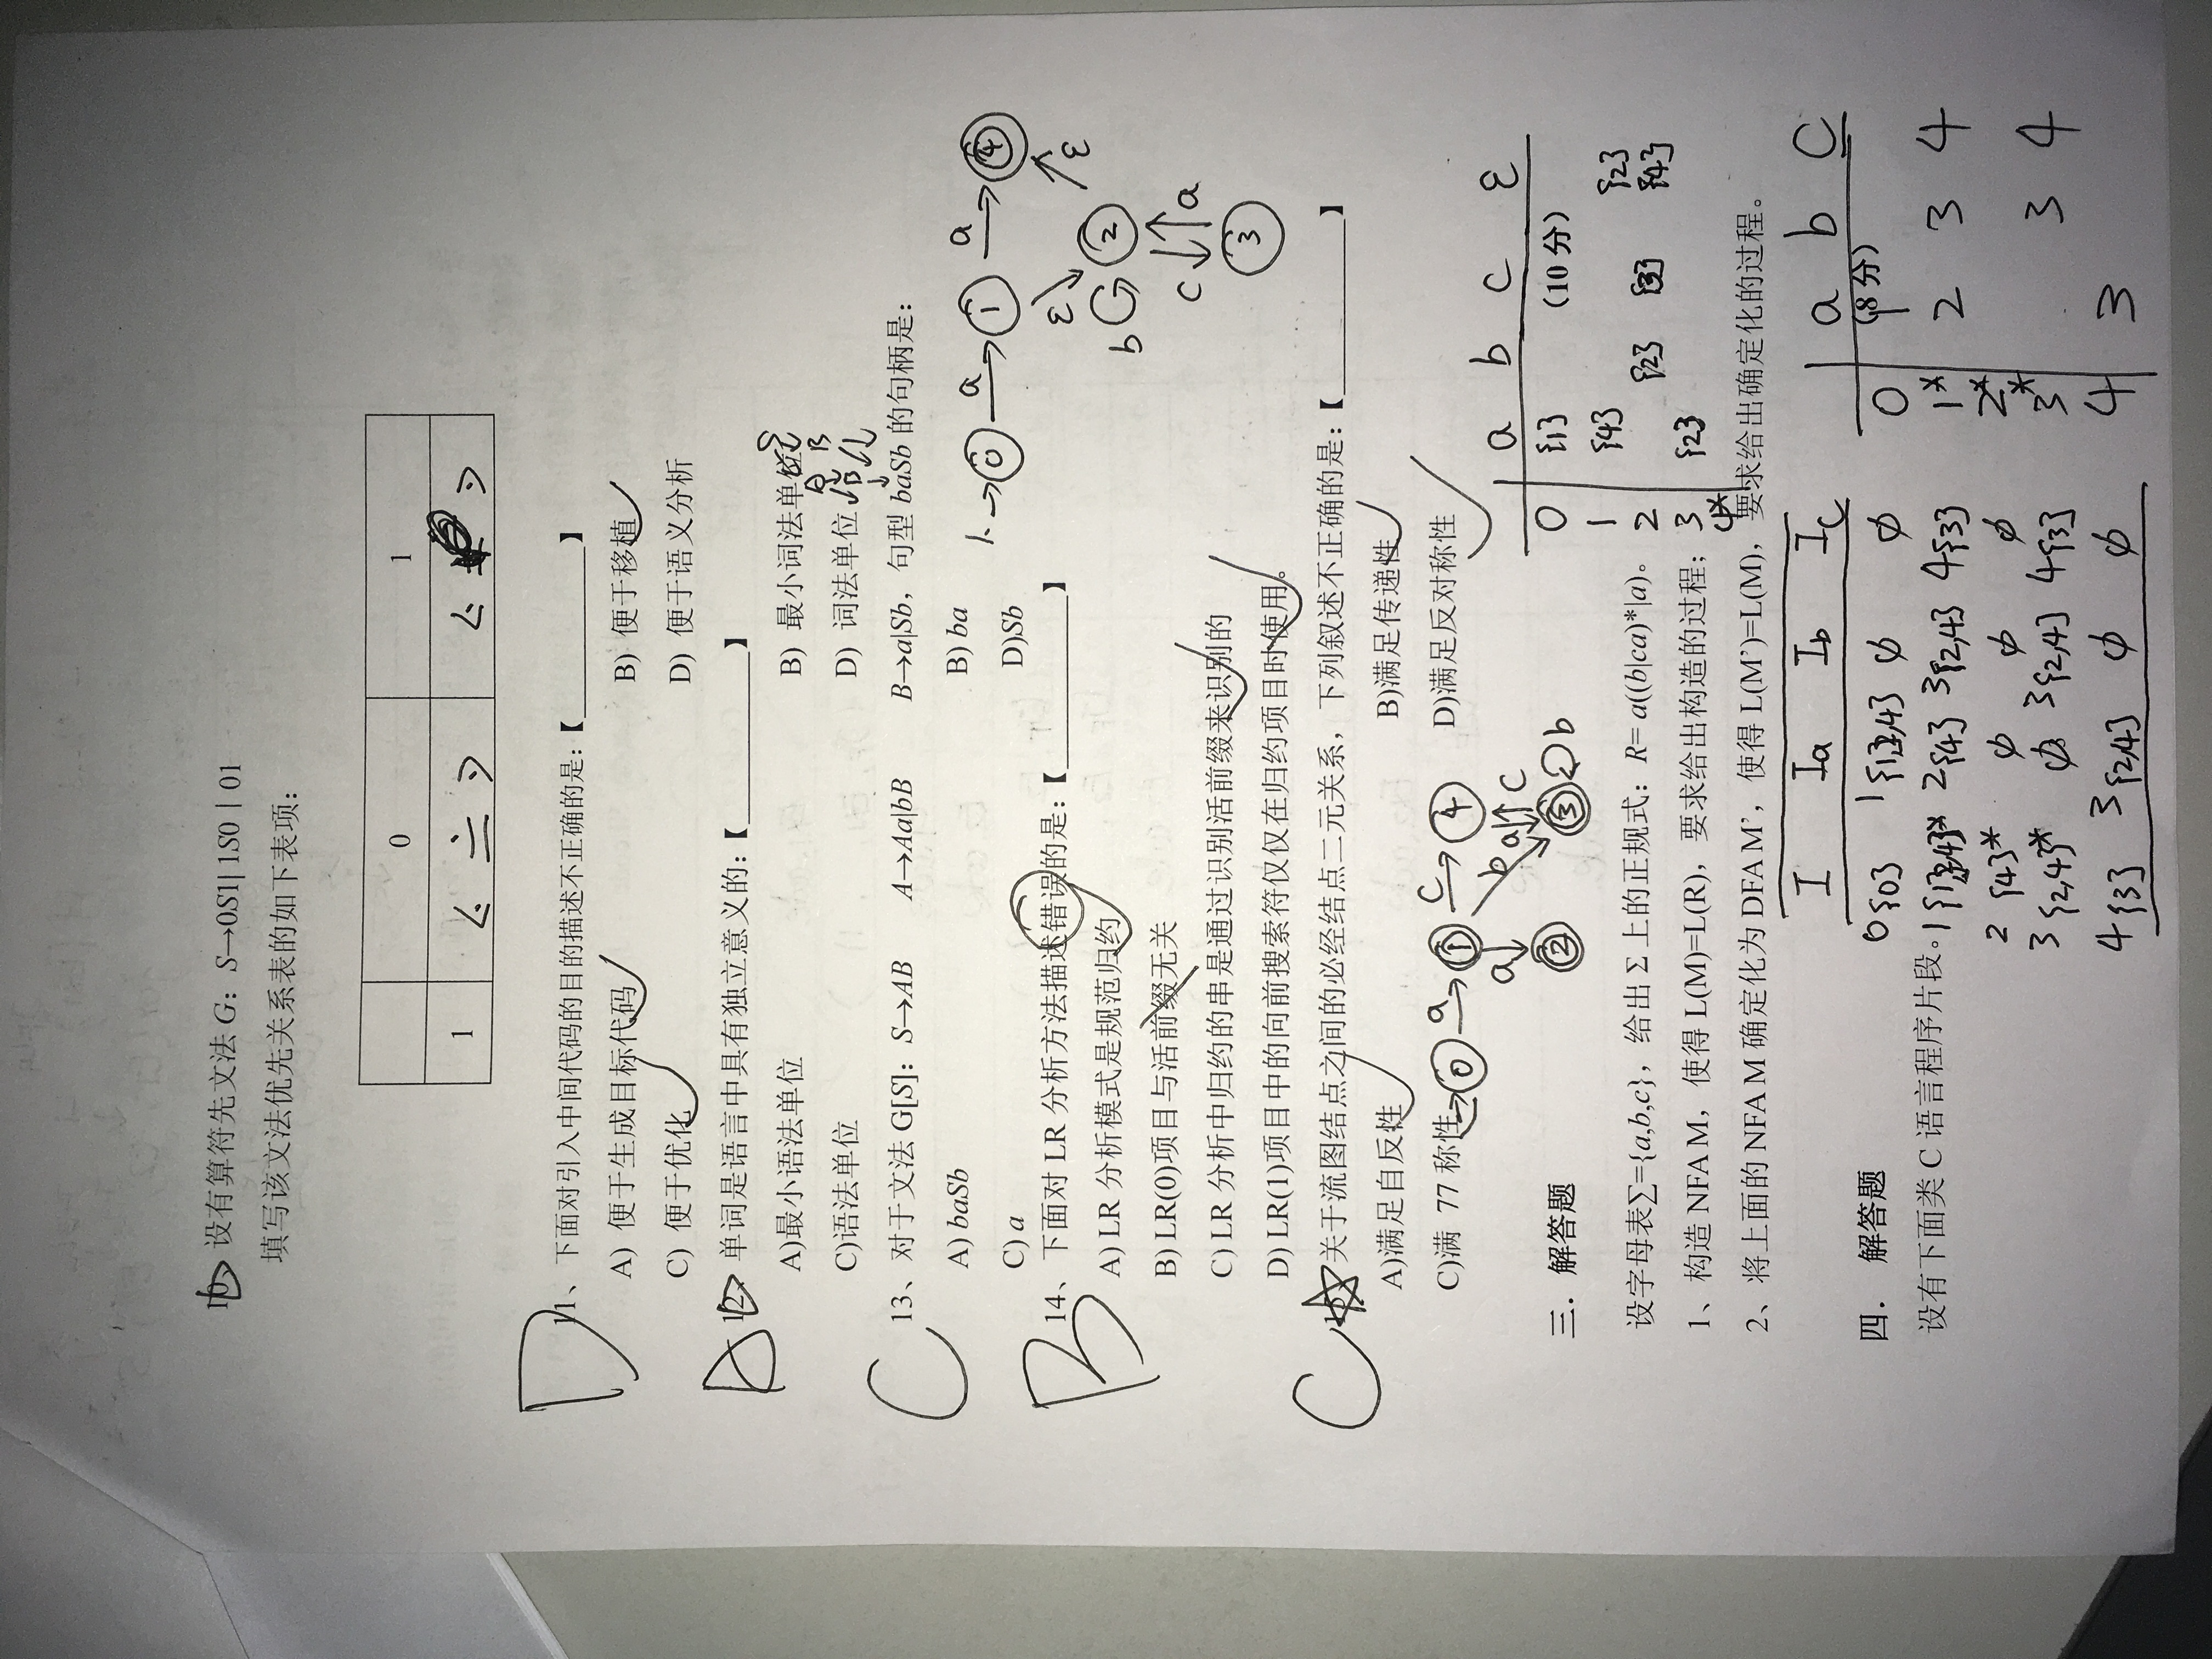 10、设有算符先文法 G: S→0S1| 1S0 | 01
填写该文法优先关系表的如下表项:
0 1
1 <· =· ·> <· ·>
D 11、下面对引入中间代码的目的描述不正确的是:【 】
A) 便于生成目标代码 B) 便于移植
C) 便于优化 D) 便于语义分析
A 12、单词是语言中具有独立意义的:【 】
A)最小语法单位 B) 最小词法单位
C)语法单位 D) 词法单位
C 13、对于文法 G[S]: S→AB A→Aa|bB B→a|Sb, 句型 baSb 的句柄是:
A) baSb B) ba
C) a D)Sb
B 14、下面对 LR 分析方法描述错误的是:【 】
A) LR 分析模式是规范归约
B) LR(0)项目与活前缀无关
C) LR 分析中归约的串是通过识别活前缀来识别的
D) LR(1)项目中的向前搜索符仅仅在归约项目时使用。
C 关于流图结点之间的必经结点二元关系, 下列叙述不正确的是:【 】
A)满足自反性 B)满足传递性
C)满 77 称性 D)满足反对称性
1. → 0 a → 1 a → 4
ε ε
b 2
c a
3
→ 0 a → 1 c → 4
a b a c
2 3 b
三. 解答题 (10 分)
设字母表∑={a,b,c}, 给出 Σ 上的正规式: R= a((b|ca)*|a)。
1、构造 NFA M, 使得 L(M)=L(R), 要求给出构造的过程;
2、将上面的 NFA M 确定化为 DFA M', 使得 L(M')=L(M), 要求给出确定化的过程。
a b c ε
0 {1}
1 {4} {2}
2 {2} {3} {4}
3 {2}
4*
四. 解答题 (18 分)
设有下面类 C 语言程序片段。
I Ia Ib Ic
0 {0} 1 {1,2,4} φ φ
1 {1,2,4}* 2 {4} 3 {2,4} 4 {3}
2 {4}* φ φ φ
3 {2,4}* φ 3 {2,4} 4 {3}
4 {3} 3 {2,4} φ φ
a b c
0
1* 2 3 4
2*
3* 3 4
4 3